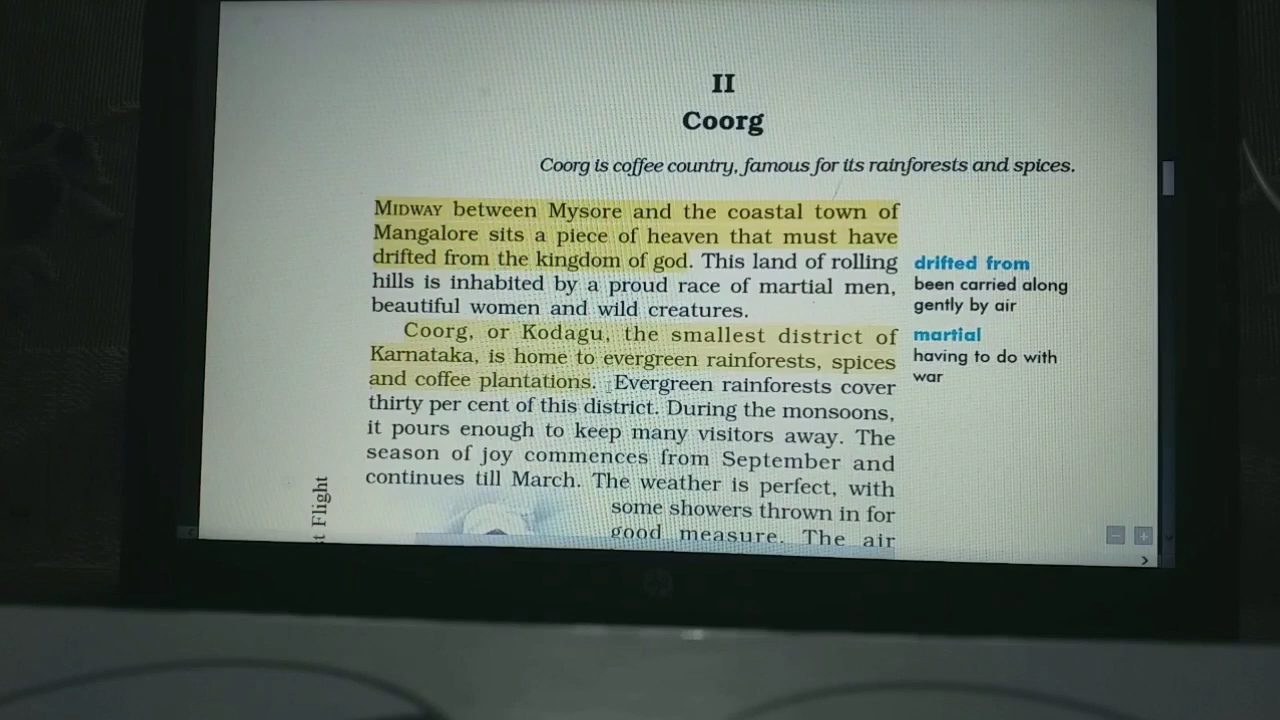 II
Coorg
Coorg is coffee country, famous for its rainforests and spices.
MIDWAY between Mysore and the coastal town of
Mangalore sits a piece of heaven that must have
drifted from the kingdom of god. This land of rolling
hills is inhabited by a proud race of martial men,
beautiful women and wild creatures.
Coorg, or Kodagu, the smallest district of
Karnataka, is home to evergreen rainforests, spices
and coffee plantations. Evergreen rainforests cover
thirty per cent of this district. During the monsoons,
it pours enough to keep many visitors away. The
season of joy commences from September and
continues till March. The weather is perfect, with
some showers thrown in for
good measure. The air
drifted from
been carried along
gently by air
martial
having to do with
war
t Flight